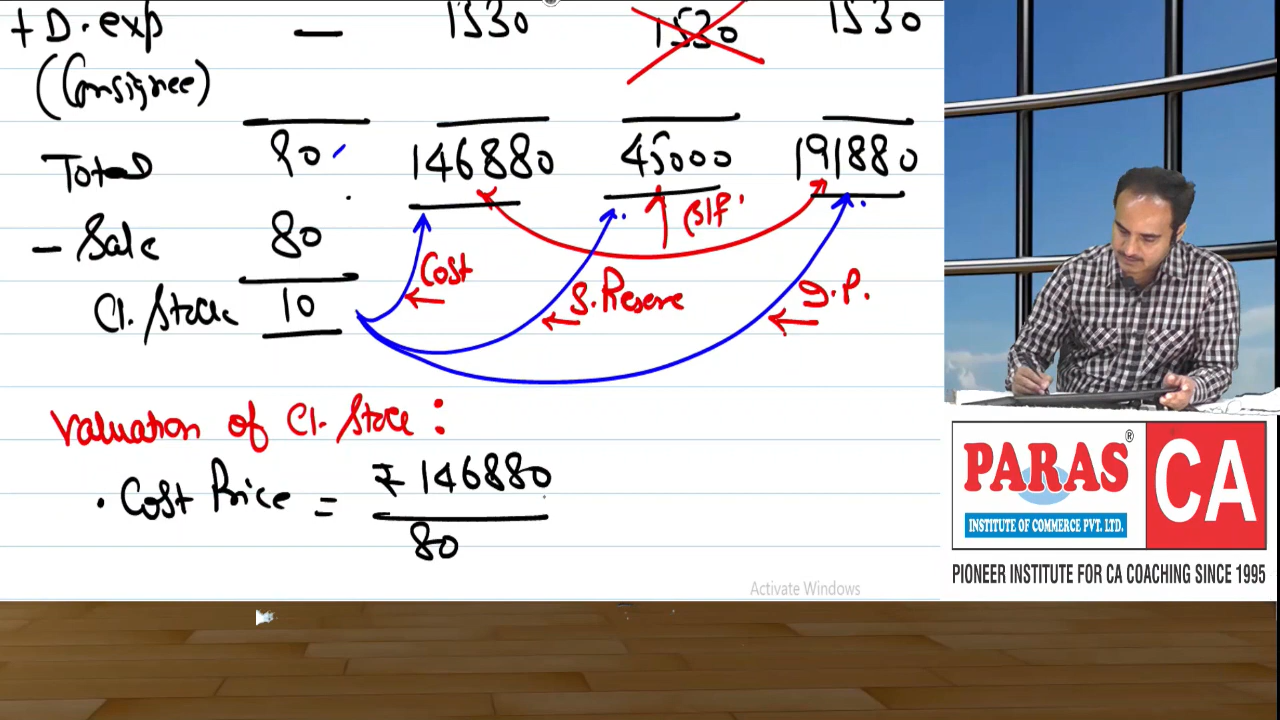 + D. exp — 1530 1530 1530
(Consignee)
Total 90 146880 45000 191880
- Sale 80 B/f
Cl. Stock 10 Cost S. Reserve I.P.
Valuation of Cl. Stock :
. Cost Price = ₹ 146880
80
Activate Windows
PARAS ®
INSTITUTE OF COMMERCE PVT. LTD.
CA
PIONEER INSTITUTE FOR CA COACHING SINCE 1995